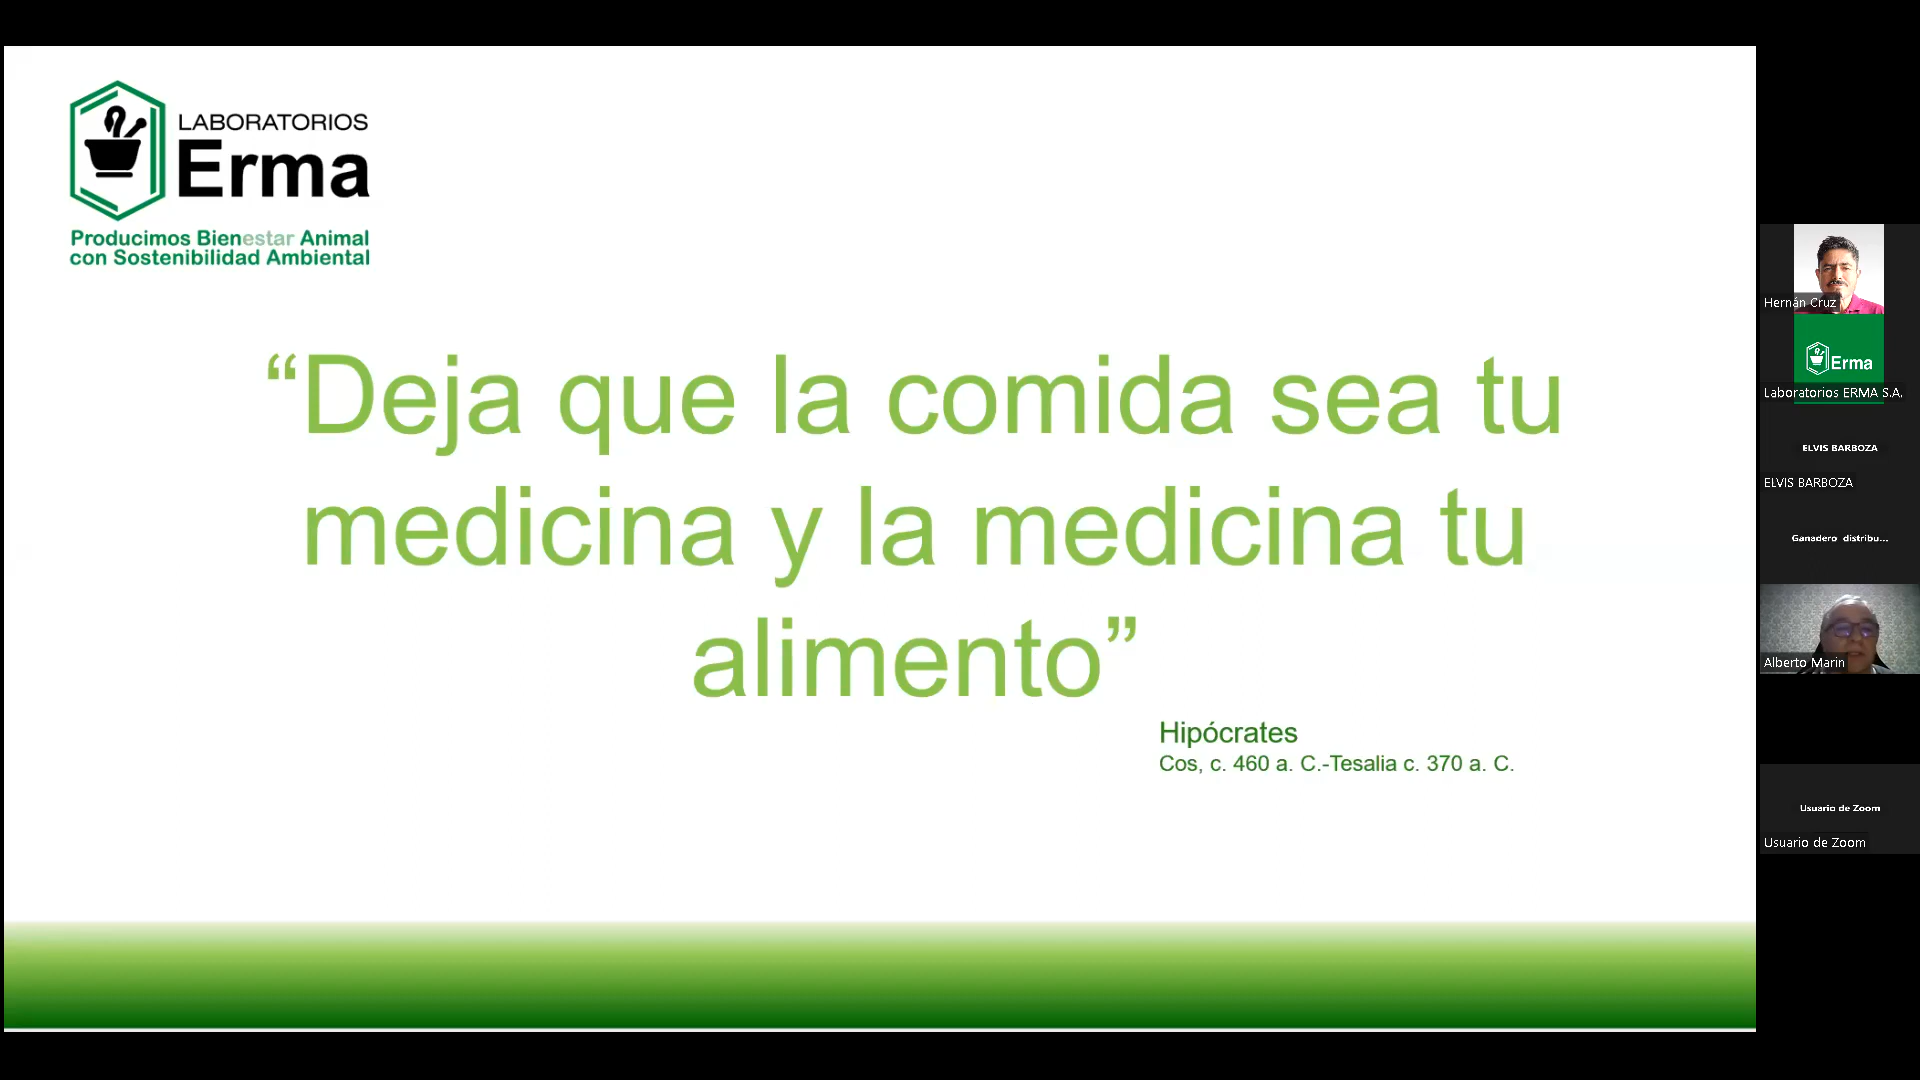 LABORATORIOS
Erma
Producimos Bienestar Animal
con Sostenibilidad Ambiental
“Deja que la comida sea tu
medicina y la medicina tu
alimento”
Hipócrates
Cos, c. 460 a. C.-Tesalia c. 370 a. C.
Hernán Cruz
Erma
Laboratorios ERMA S.A.
ELVIS BARBOZA
ELVIS BARBOZA
Ganadero distribu...
Alberto Marin
Usuario de Zoom
Usuario de Zoom